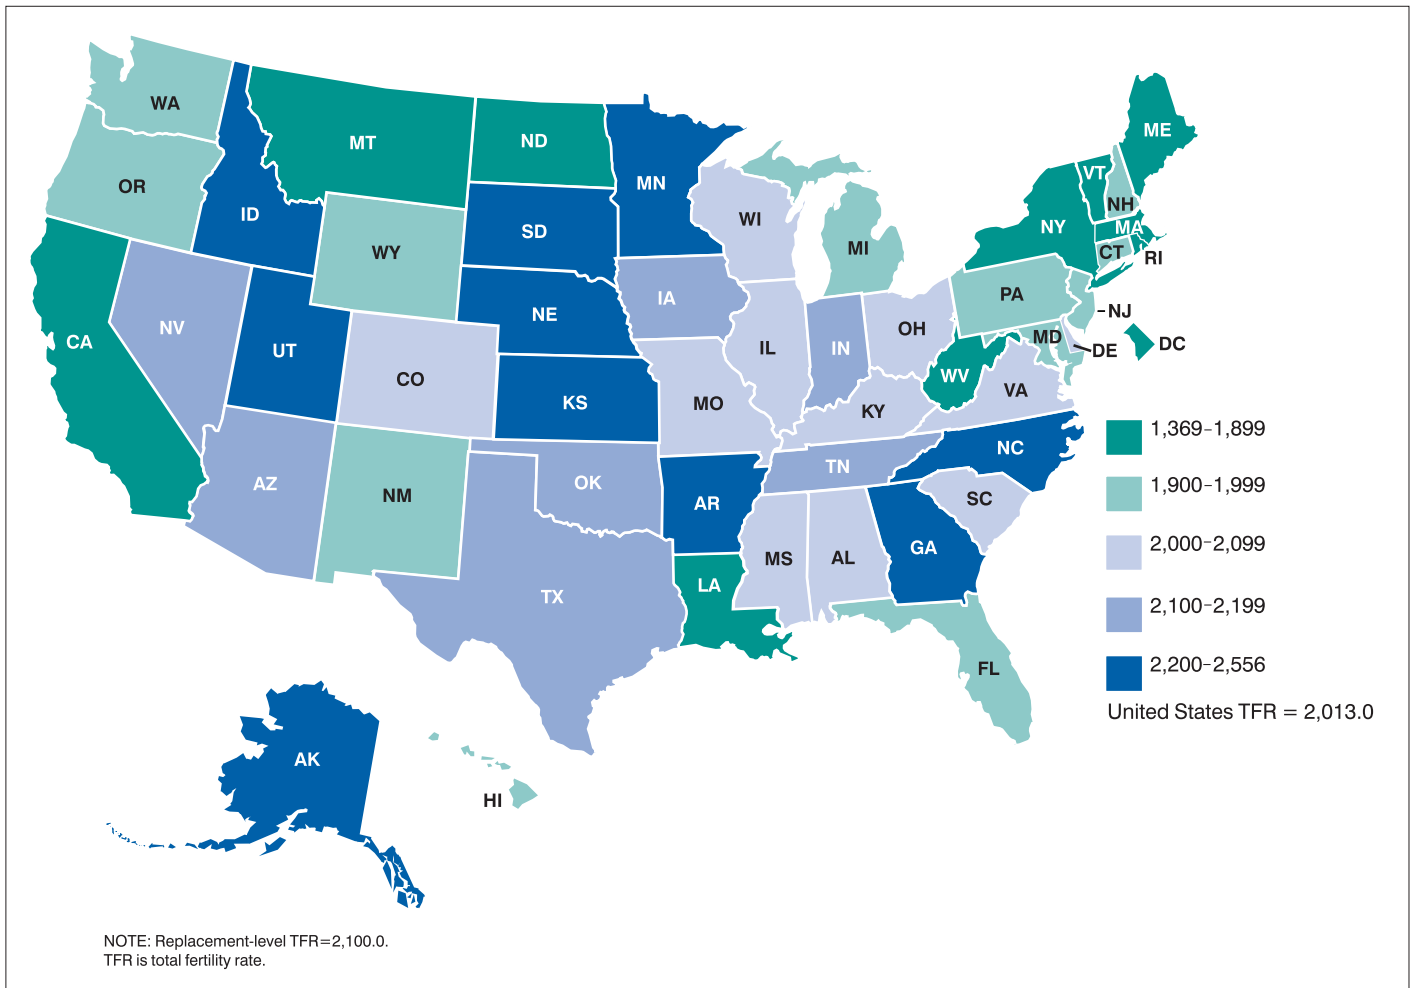 WA
MT
ND
ME
OR
ID
MN
VT
NH
WI
SD
NY
MA
WY
MI
CT
RI
IA
PA
NE
NV
OH
NJ
CA
UT
IL
IN
MD
DE
DC
CO
WV
KS
MO
KY
VA
1,369–1,899
NC
TN
AZ
OK
NM
AR
SC
1,900–1,999
GA
MS
AL
2,000–2,099
LA
TX
2,100–2,199
FL
2,200–2,556
United States TFR = 2,013.0
AK
HI
NOTE: Replacement-level TFR=2,100.0.
TFR is total fertility rate.